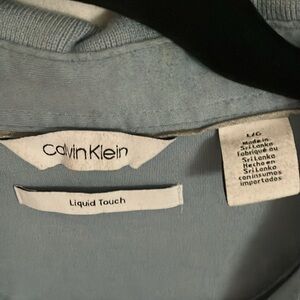 Calvin Klein
Liquid Touch
L/G
Made in
Sri Lanka
Fabriqué au
Sri Lanka
Hecho en
Sri Lanka
con insumos
importados